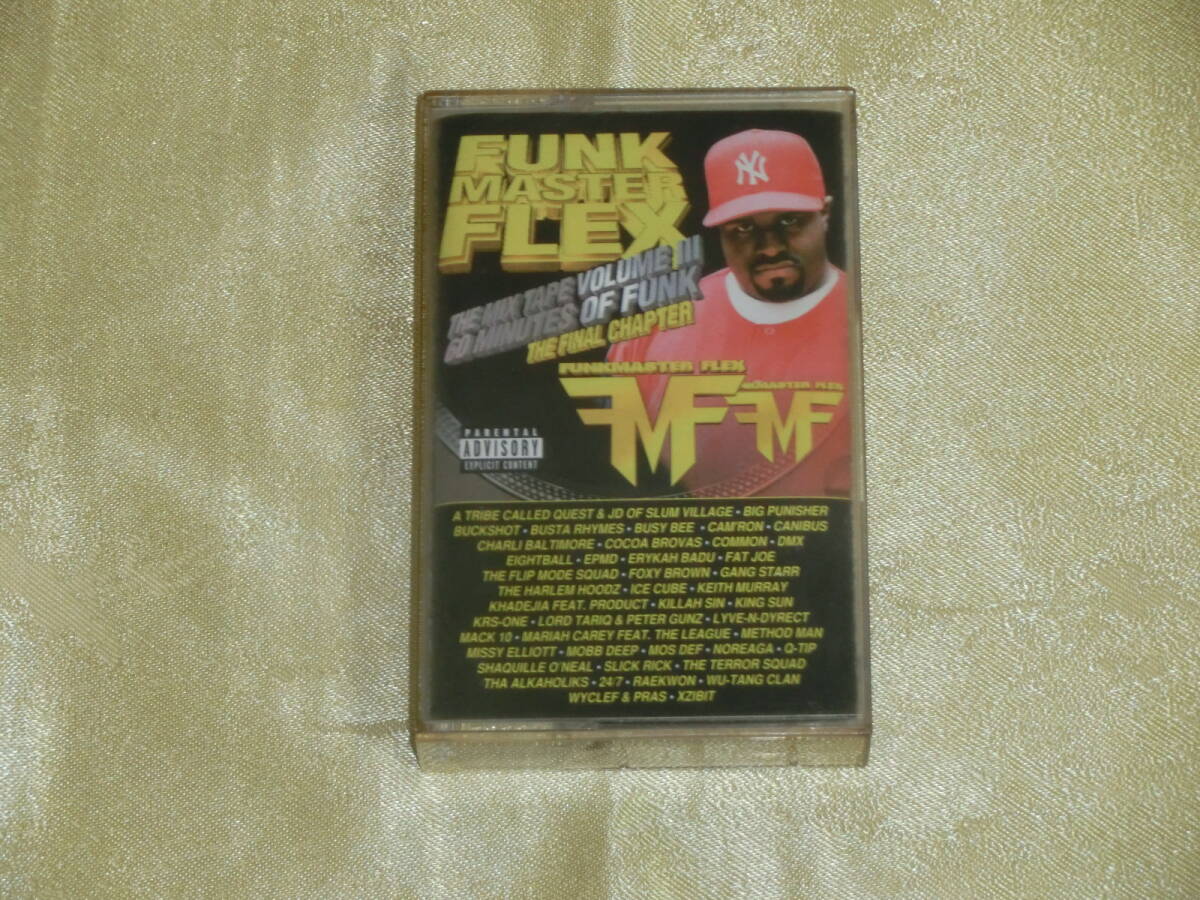 FUNK
MASTER
FLEX
NY
THE MIX TAPE VOLUME III
60 MINUTES OF FUNK
THE FINAL CHAPTER
FUNKMASTER FLEX
FMF
MASTER FLEX
FMF
PARENTAL
ADVISORY
EXPLICIT CONTENT
A TRIBE CALLED QUEST & JD OF SLUM VILLAGE • BIG PUNISHER
BUCKSHOT • BUSTA RHYMES • BUSY BEE • CAM'RON • CANIBUS
CHARLI BALTIMORE • COCOA BROVAS • COMMON • DMX
EIGHTBALL • EPMD • ERYKAH BADU • FAT JOE
THE FLIP MODE SQUAD • FOXY BROWN • GANG STARR
THE HARLEM HOODZ • ICE CUBE • KEITH MURRAY
KHADEJIA FEAT. PRODUCT • KILLAH SIN • KING SUN
KRS-ONE • LORD TARIQ & PETER GUNZ • LYVE-N-DYRECT
MACK 10 • MARIAH CAREY FEAT. THE LEAGUE • METHOD MAN
MISSY ELLIOTT • MOBB DEEP • MOS DEF • NOREAGA • Q-TIP
SHAQUILLE O'NEAL • SLICK RICK • THE TERROR SQUAD
THA ALKAHOLIKS • 24/7 • RAEKWON • WU-TANG CLAN
WYCLEF & PRAS • XZIBIT